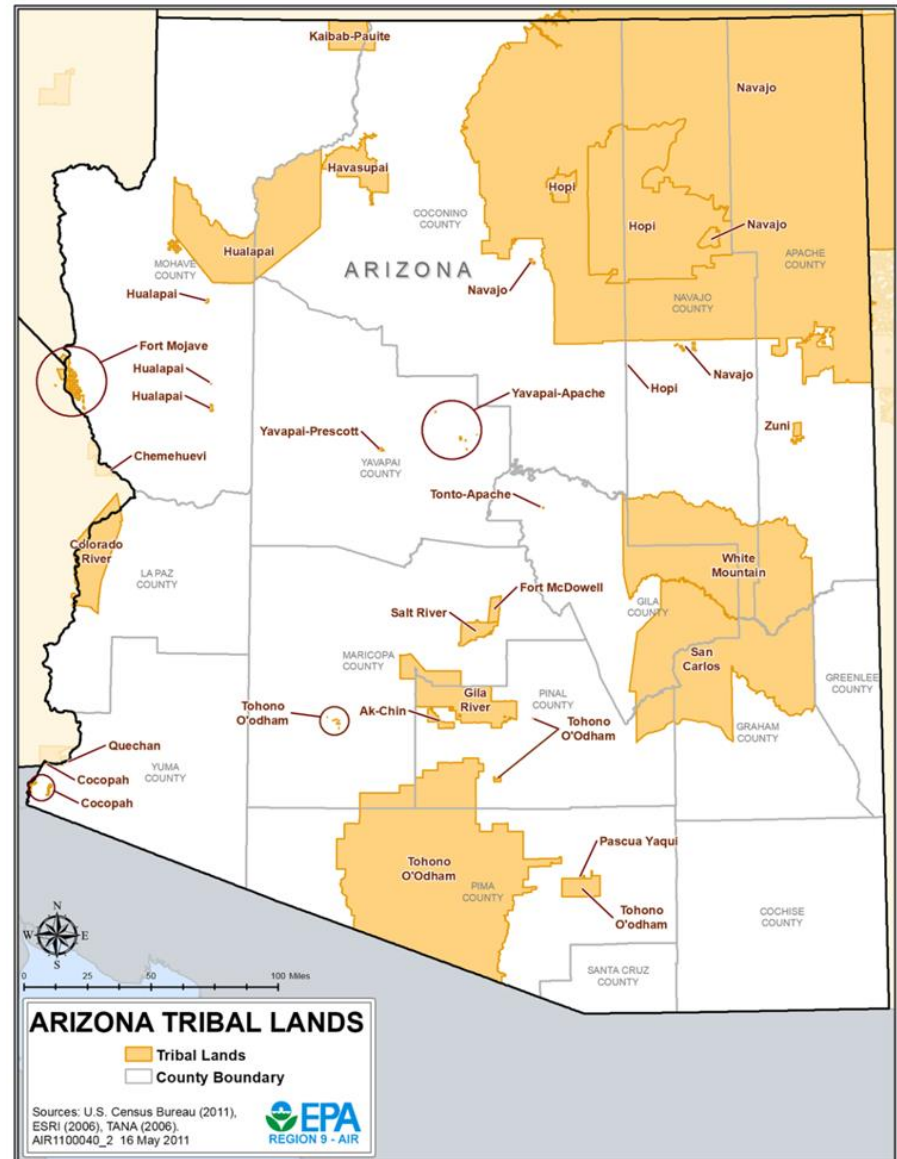 Kaibab-Pauite
Navajo
Havasupai
Hopi
COCONINO
COUNTY
Hopi
Navajo
Hualapai
APACHE
COUNTY
MOHAVE
COUNTY
ARIZONA
Hualapai
Navajo
NAVAJO
COUNTY
Fort Mojave
Hualapai
Navajo
Hopi
Hualapai
Yavapai-Apache
Zuni
Yavapai-Prescott
YAVAPAI
COUNTY
Chemehuevi
Tonto-Apache
Colorado
River
White
Mountain
LA PAZ
COUNTY
Fort McDowell
GILA
COUNTY
Salt River
San
Carlos
MARICOPA
COUNTY
GREENLEE
COUNTY
Gila
River
PINAL
COUNTY
Tohono
O'odham
Ak-Chin
Tohono
O'Odham
GRAHAM
COUNTY
Quechan
YUMA
COUNTY
Cocopah
Cocopah
Pascua Yaqui
Tohono
O'Odham
PIMA
COUNTY
Tohono
O'odham
COCHISE
COUNTY
N
W E
S
SANTA CRUZ
COUNTY
0 25 50 100 Miles
ARIZONA TRIBAL LANDS
Tribal Lands
County Boundary
Sources: U.S. Census Bureau (2011),
ESRI (2006), TANA (2006).
AIR1100040_2 16 May 2011
EPA
REGION 9 - AIR